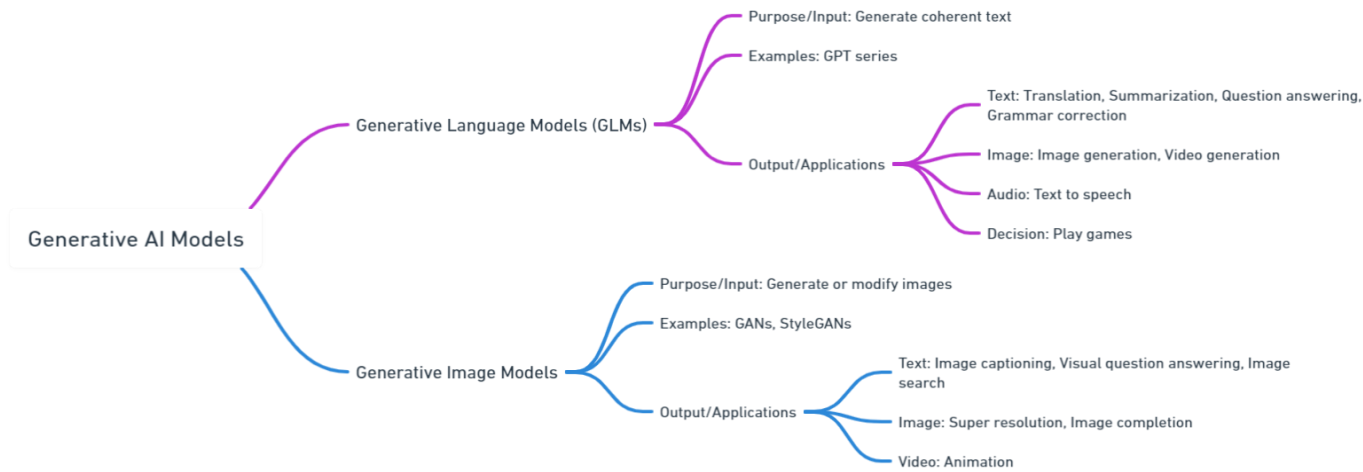 Purpose/Input: Generate coherent text
Examples: GPT series
Text: Translation, Summarization, Question answering,
Grammar correction
Generative Language Models (GLMs)
Output/Applications
Image: Image generation, Video generation
Audio: Text to speech
Decision: Play games
Generative AI Models
Purpose/Input: Generate or modify images
Examples: GANs, StyleGANs
Text: Image captioning, Visual question answering, Image
search
Generative Image Models
Output/Applications
Image: Super resolution, Image completion
Video: Animation